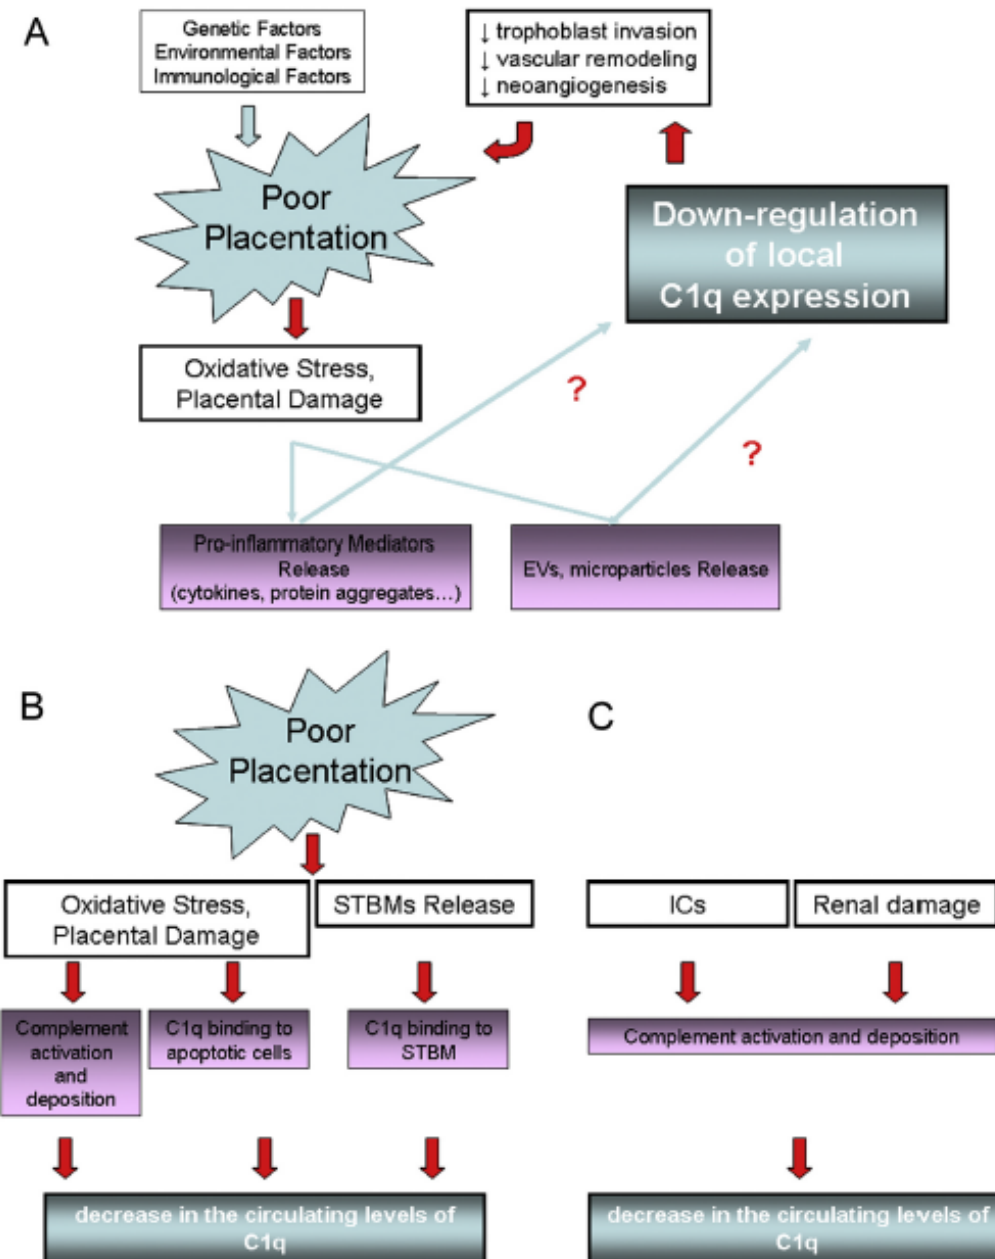 A
Genetic Factors
Environmental Factors
Immunological Factors
↓ trophoblast invasion
↓ vascular remodeling
↓ neoangiogenesis
Poor
Placentation
Down-regulation
of local
C1q expression
Oxidative Stress,
Placental Damage
?
?
Pro-inflammatory Mediators
Release
(cytokines, protein aggregates...)
EVs, microparticles Release
B
Poor
Placentation
Oxidative Stress,
Placental Damage
STBMs Release
Complement
activation
and
deposition
C1q binding to
apoptotic cells
C1q binding to
STBM
decrease in the circulating levels of
C1q
C
ICs
Renal damage
Complement activation and deposition
decrease in the circulating levels of
C1q